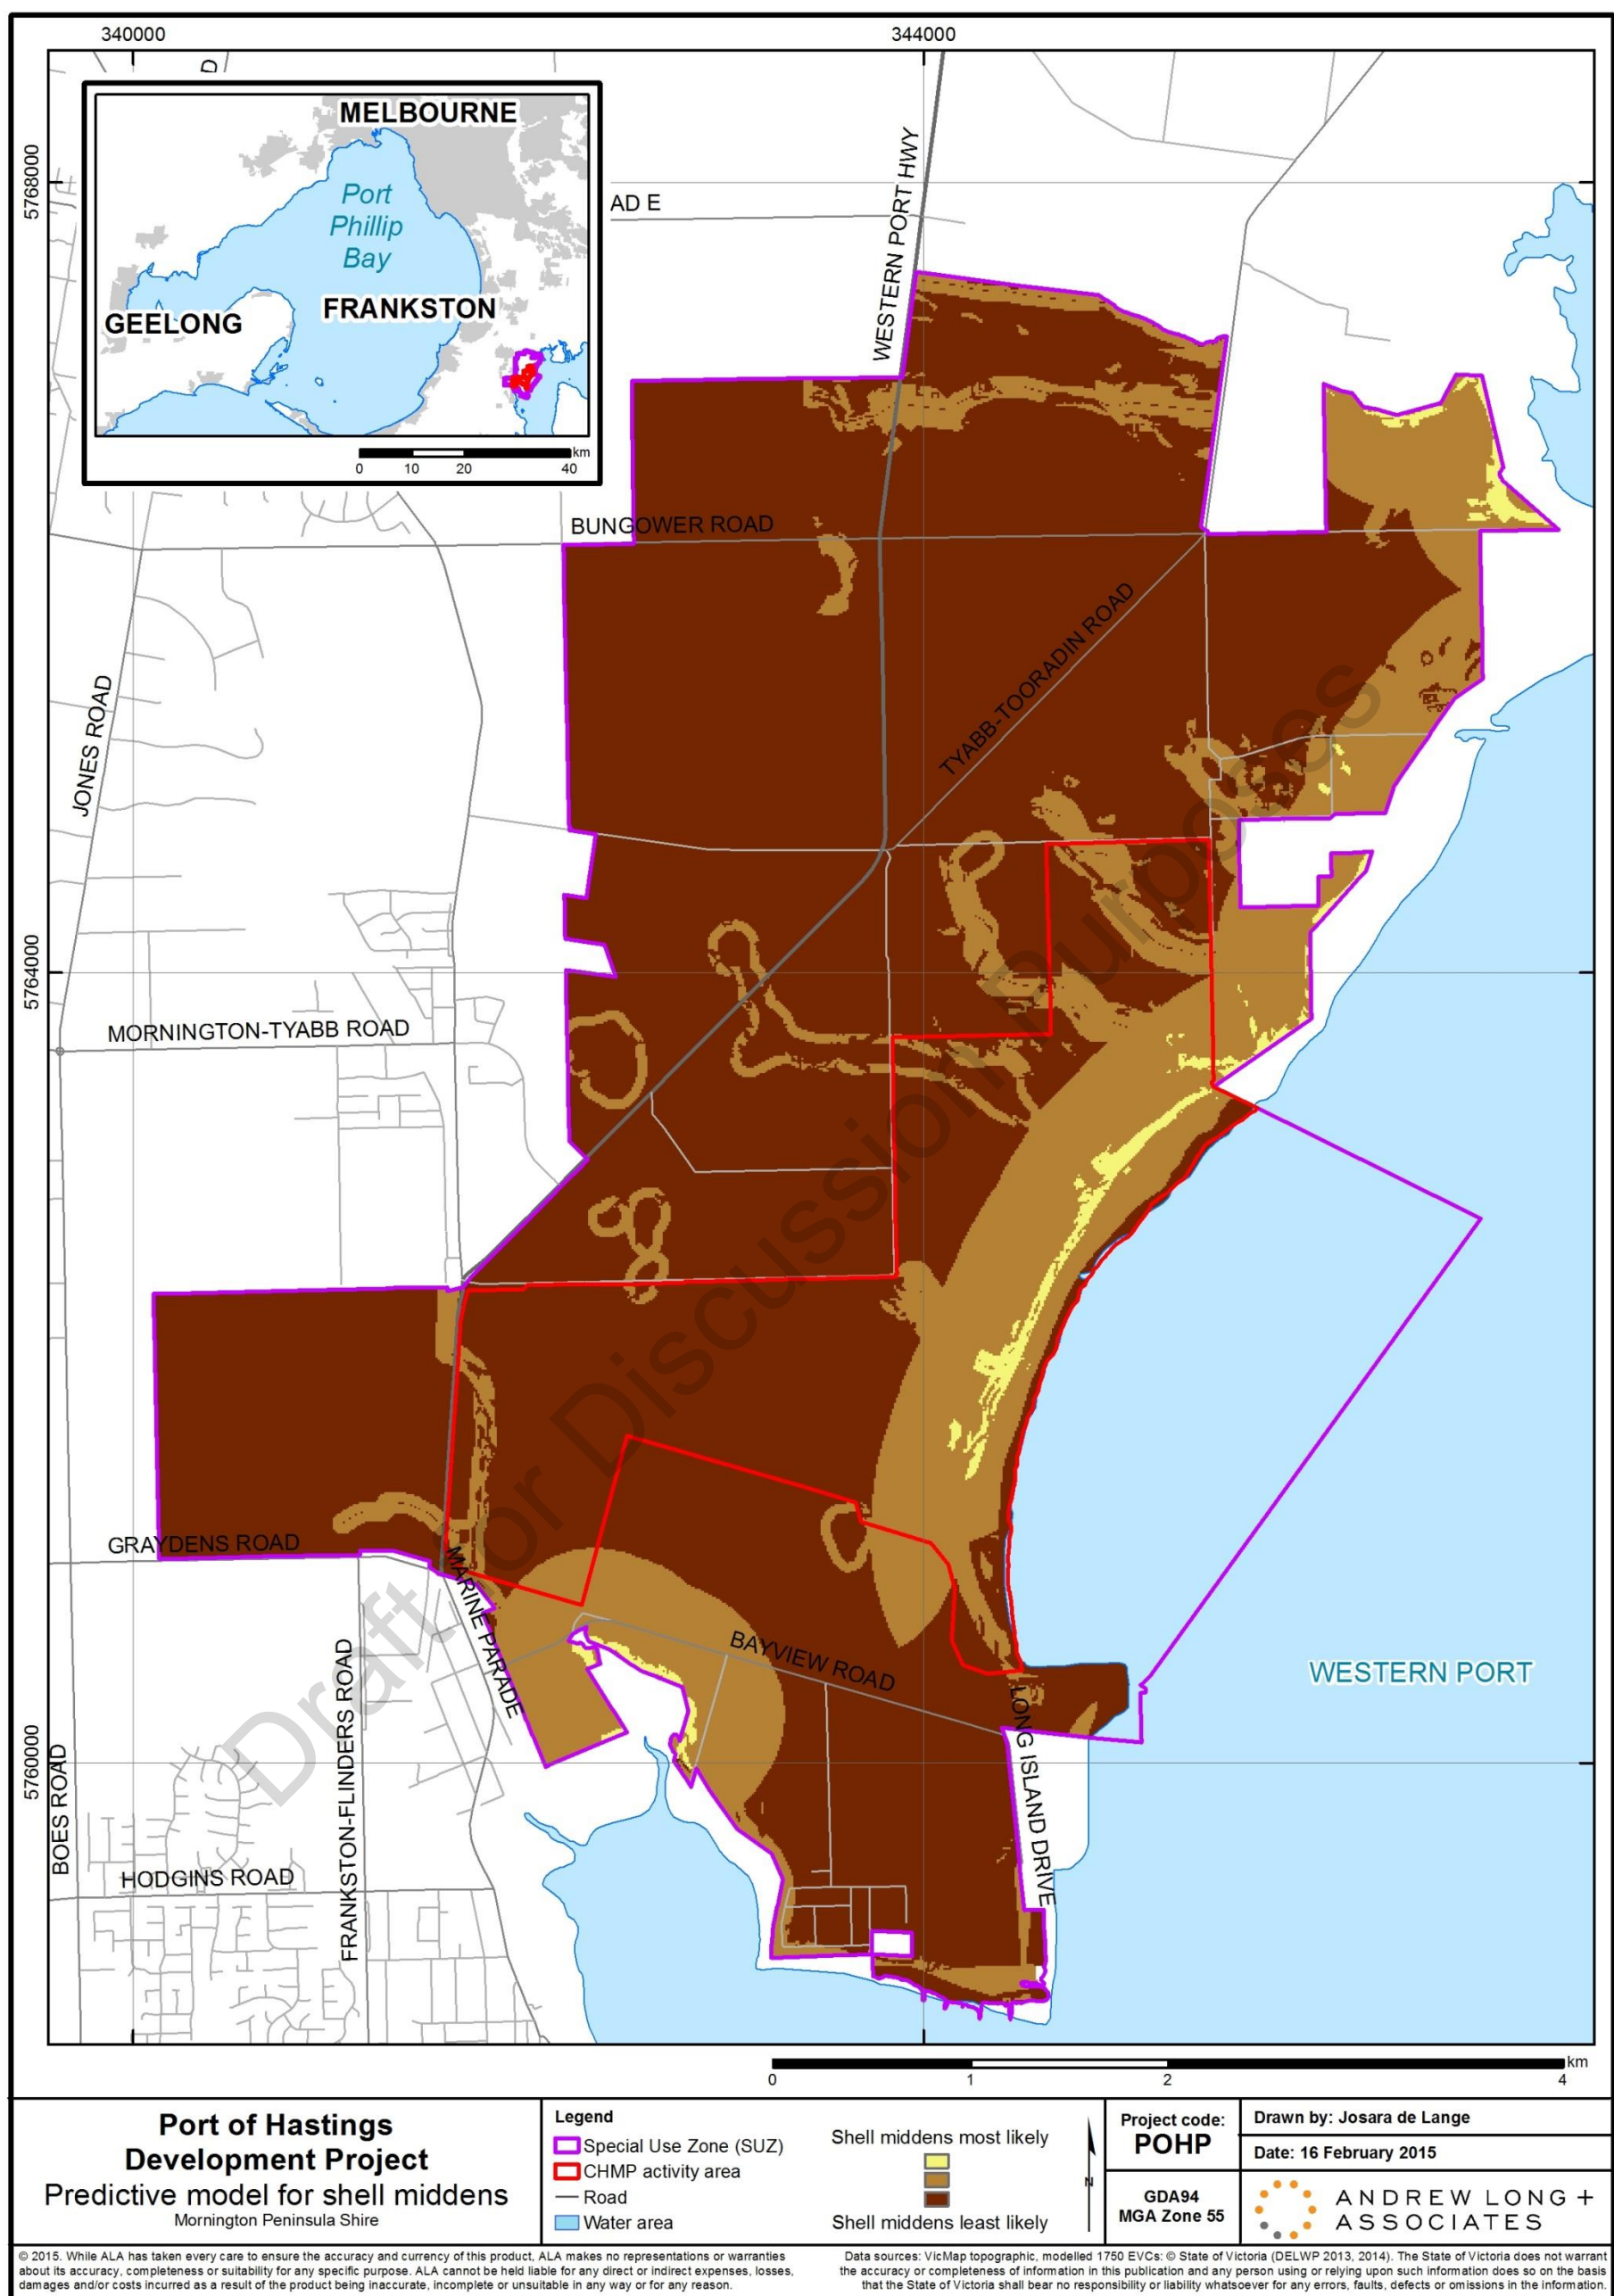 340000
344000
5768000
5764000
5760000
D
AD E
MELBOURNE
Port
Phillip
Bay
FRANKSTON
GEELONG
km
0 10 20 40
WESTERN PORT HWY
BUNGOWER ROAD
TYABB-TOORADIN ROAD
JONES ROAD
MORNINGTON-TYABB ROAD
GRAYDENS ROAD
MARINE PARADE
BAYVIEW ROAD
WESTERN PORT
LONG ISLAND DRIVE
FRANKSTON-FLINDERS ROAD
BOES ROAD
HODGINS ROAD
Draft for Discussion Purposes
km
0 1 2 4
Port of Hastings
Development Project
Predictive model for shell middens
Mornington Peninsula Shire
Legend
Special Use Zone (SUZ)
CHMP activity area
Road
Water area
Shell middens most likely
Shell middens least likely
N
Project code:
POHP
GDA94
MGA Zone 55
Drawn by: Josara de Lange
Date: 16 February 2015
ANDREW LONG +
ASSOCIATES
© 2015. While ALA has taken every care to ensure the accuracy and currency of this product, ALA makes no representations or warranties
about its accuracy, completeness or suitability for any specific purpose. ALA cannot be held liable for any direct or indirect expenses, losses,
damages and/or costs incurred as a result of the product being inaccurate, incomplete or unsuitable in any way or for any reason.
Data sources: VicMap topographic, modelled 1750 EVCs: © State of Victoria (DELWP 2013, 2014). The State of Victoria does not warrant
the accuracy or completeness of information in this publication and any person using or relying upon such information does so on the basis
that the State of Victoria shall bear no responsibility or liability whatsoever for any errors, faults, defects or omissions in the information.